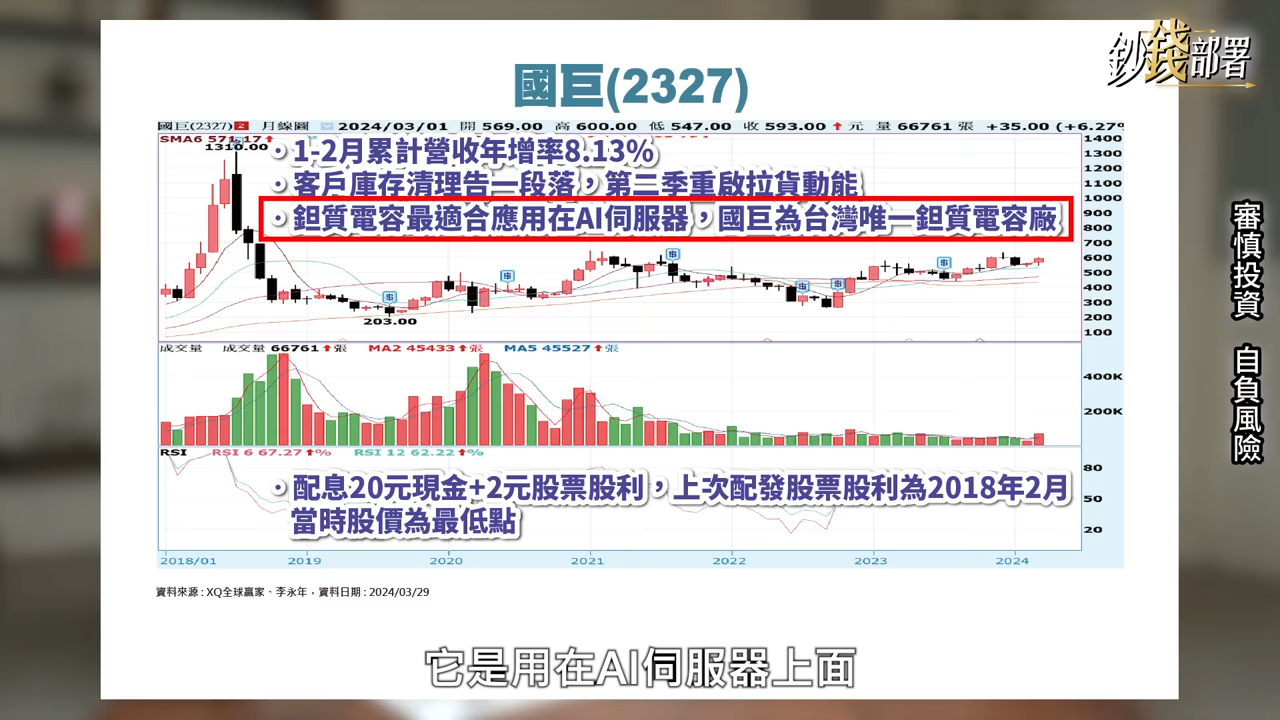 鈔錢部署
國巨(2327)
國巨(2327) 月線圖 2024/03/01 開 569.00 高 600.00 低 547.00 收 593.00 元 量 66761 張 +35.00 (+6.27%
SMA6 571.17
1310.00
・1-2月累計營收年增率8.13%
・客戶庫存清理告一段落，第二季重啟拉貨動能
・鉭質電容最適合應用在AI伺服器，國巨為台灣唯一鉭質電容廠
1400
1300
1200
1100
1000
900
800
700
600
500
400
300
200
100
203.00
成交量 成交量 66761 張 MA2 45433 張 MA5 45527 張
400K
200K
RSI RSI 6 67.27 % RSI 12 62.22 %
80
50
20
・配息20元現金+2元股票股利，上次配發股票股利為2018年2月
當時股價為最低點
2018/01 2019 2020 2021 2022 2023 2024
資料來源 : XQ全球贏家、李永年，資料日期 : 2024/03/29
審慎投資 自負風險
它是用在AI伺服器上面